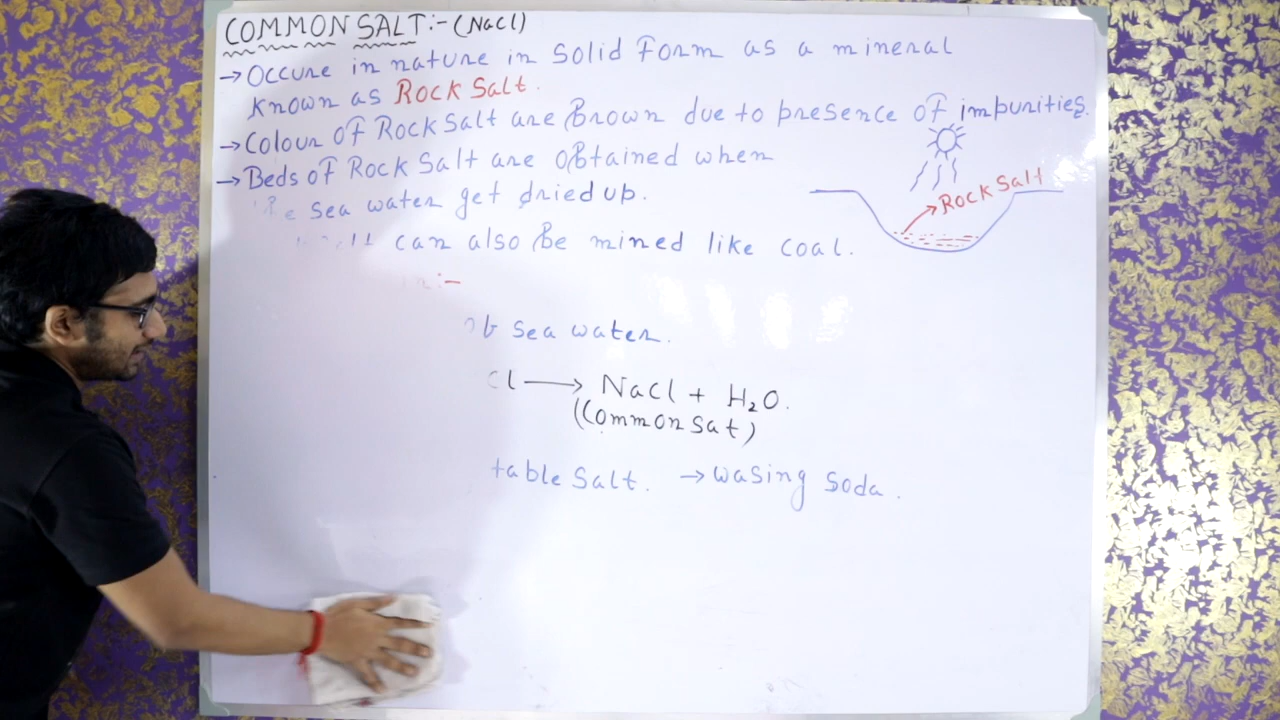 COMMON SALT:- (NaCl)
→ Occure in nature in solid Form as a mineral
known as Rock Salt.
→ Colour of Rock Salt are Brown due to presence of impurities.
→ Beds of Rock Salt are obtained when
sea water get dried up.
Rock Salt
can also Be mined like coal.
:-
sea water.
Cl → NaCl + H₂O.
(Common Sat)
table Salt. → wasing soda.